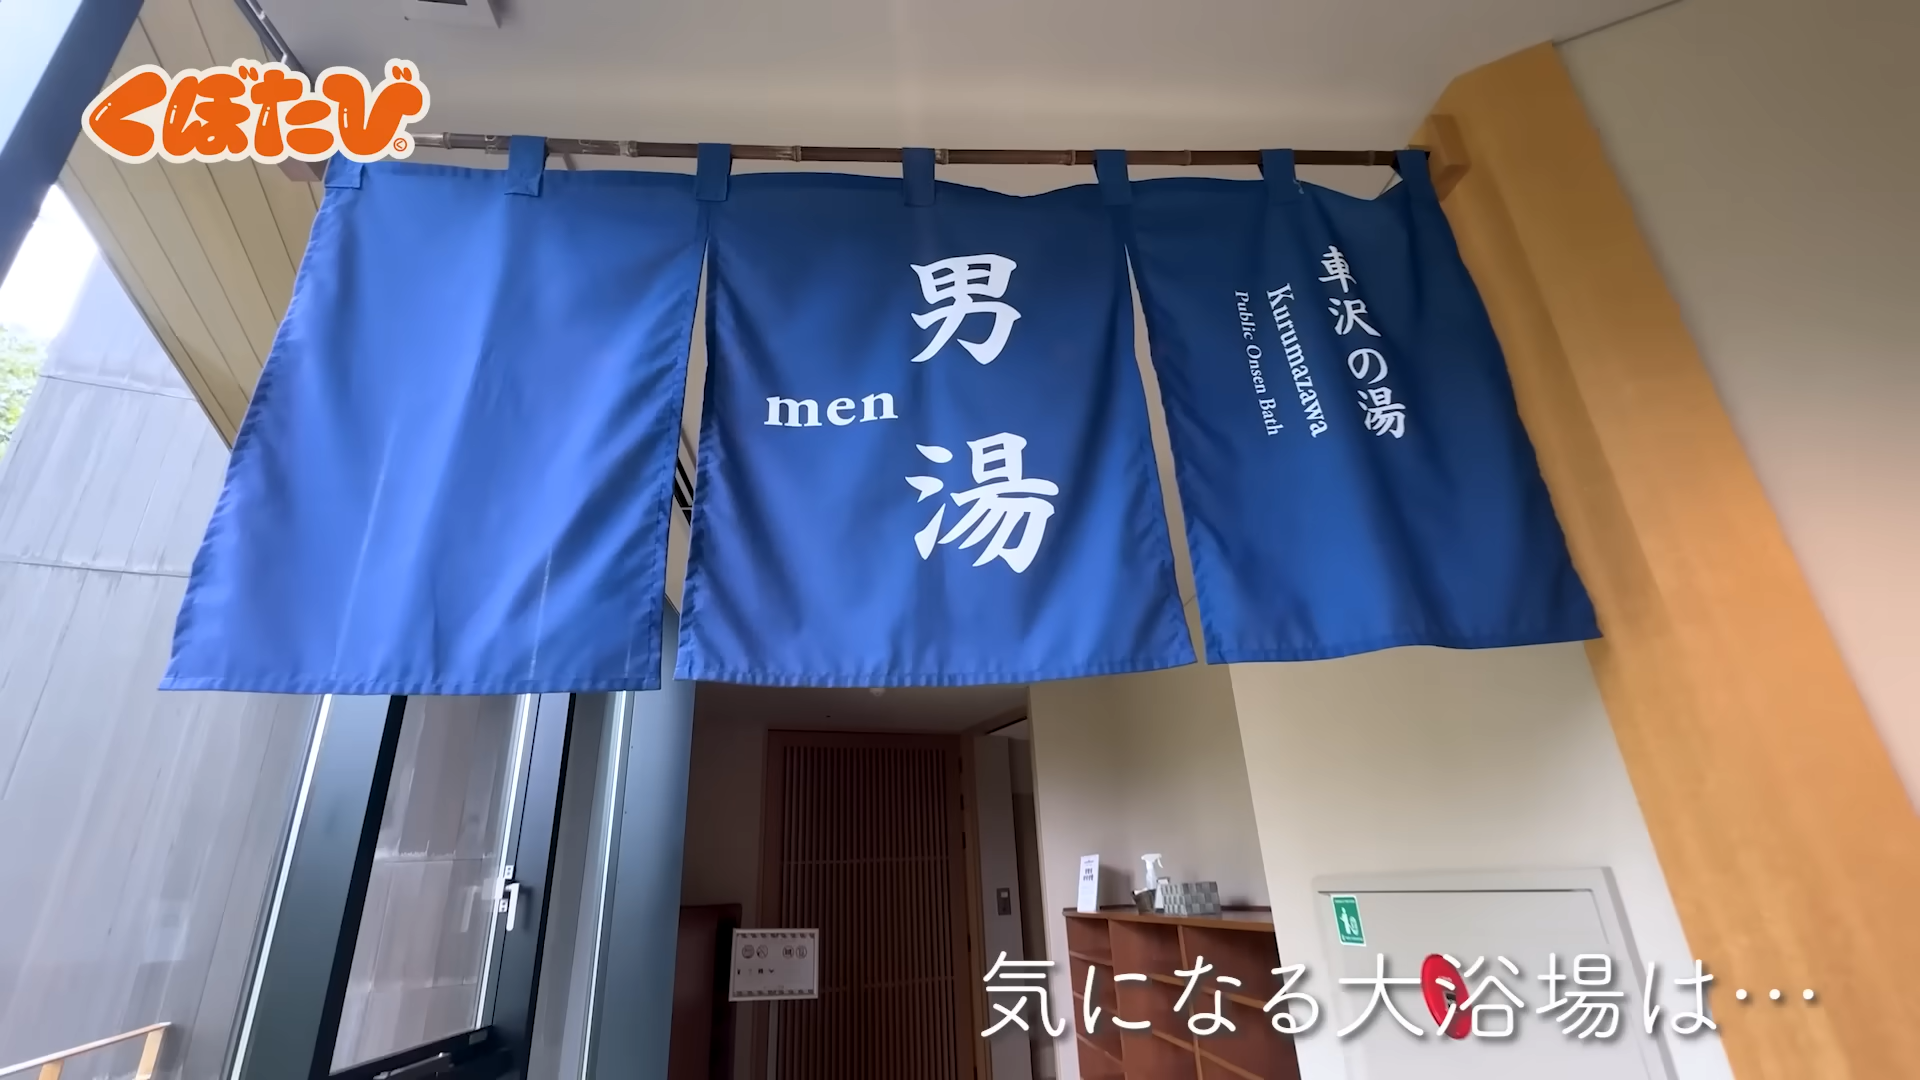 くぼたび
男湯
men
車沢の湯
Kurumazawa
Public Onsen Bath
気になる大浴場は…